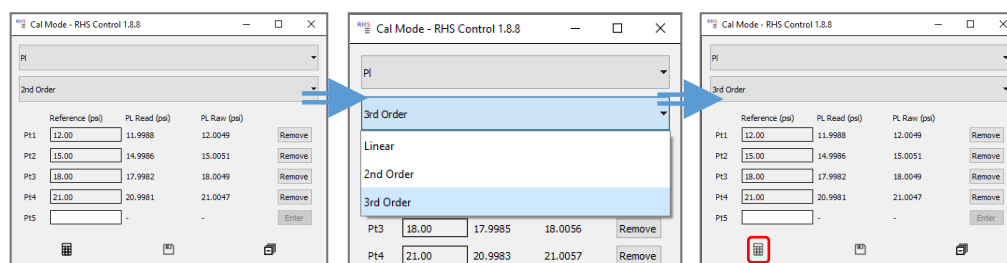 RHS Cal Mode - RHS Control 1.8.8
Pl
2nd Order
Reference (psi) PL Read (psi) PL Raw (psi)
Pt1 12.00 11.9988 12.0049 Remove
Pt2 15.00 14.9986 15.0051 Remove
Pt3 18.00 17.9982 18.0049 Remove
Pt4 21.00 20.9981 21.0047 Remove
Pt5 - - Enter
RHS Cal Mode - RHS Control 1.8.8
Pl
3rd Order
Linear
2nd Order
3rd Order
Pt3 18.00 17.9985 18.0056 Remove
Pt4 21.00 20.9983 21.0057 Remove
RHS Cal Mode - RHS Control 1.8.8
Pl
3rd Order
Reference (psi) PL Read (psi) PL Raw (psi)
Pt1 12.00 11.9988 12.0049 Remove
Pt2 15.00 14.9986 15.0051 Remove
Pt3 18.00 17.9982 18.0049 Remove
Pt4 21.00 20.9981 21.0047 Remove
Pt5 - - Enter